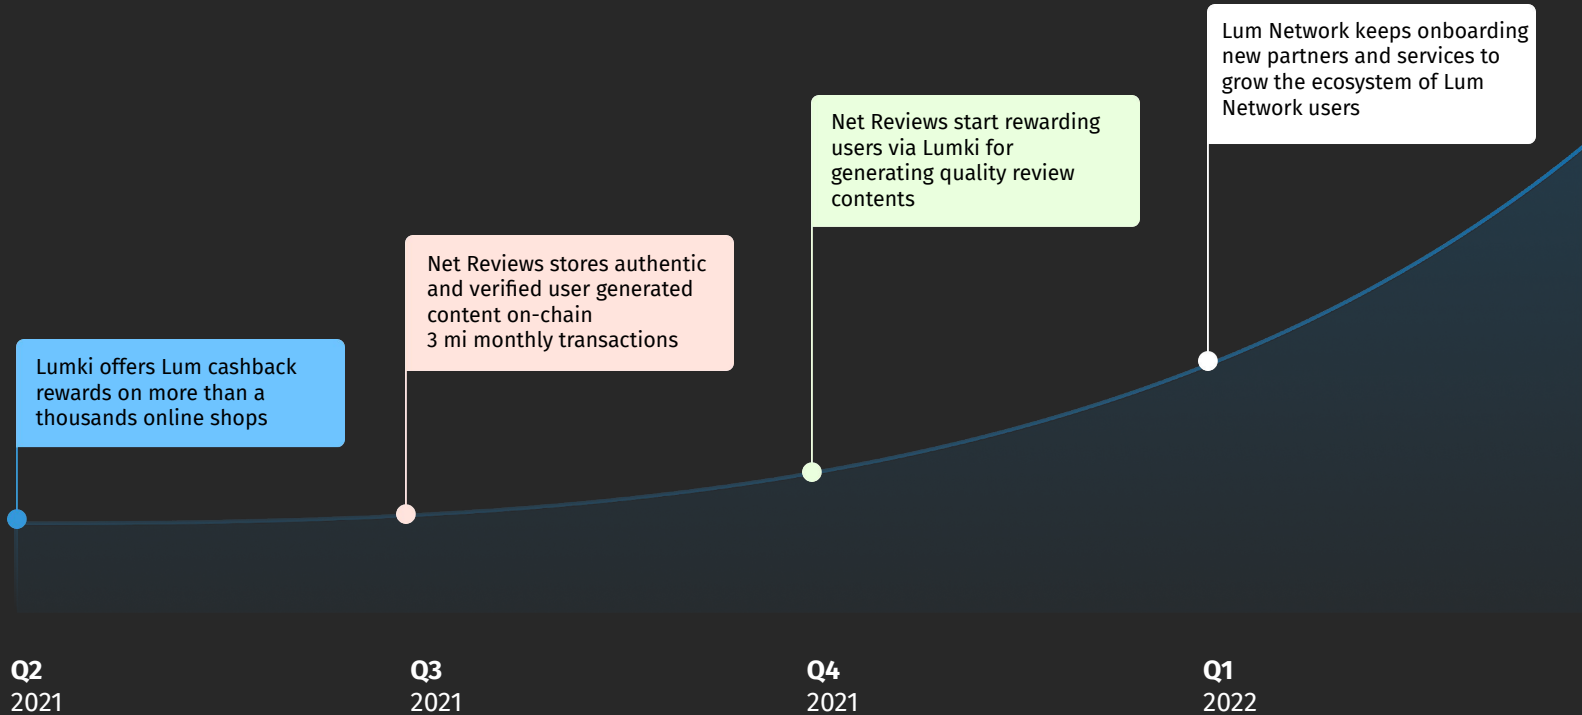 Lum Network keeps onboarding
new partners and services to
grow the ecosystem of Lum
Network users
Net Reviews start rewarding
users via Lumki for
generating quality review
contents
Net Reviews stores authentic
and verified user generated
content on-chain
3 mi monthly transactions
Lumki offers Lum cashback
rewards on more than a
thousands online shops
Q2
2021
Q3
2021
Q4
2021
Q1
2022